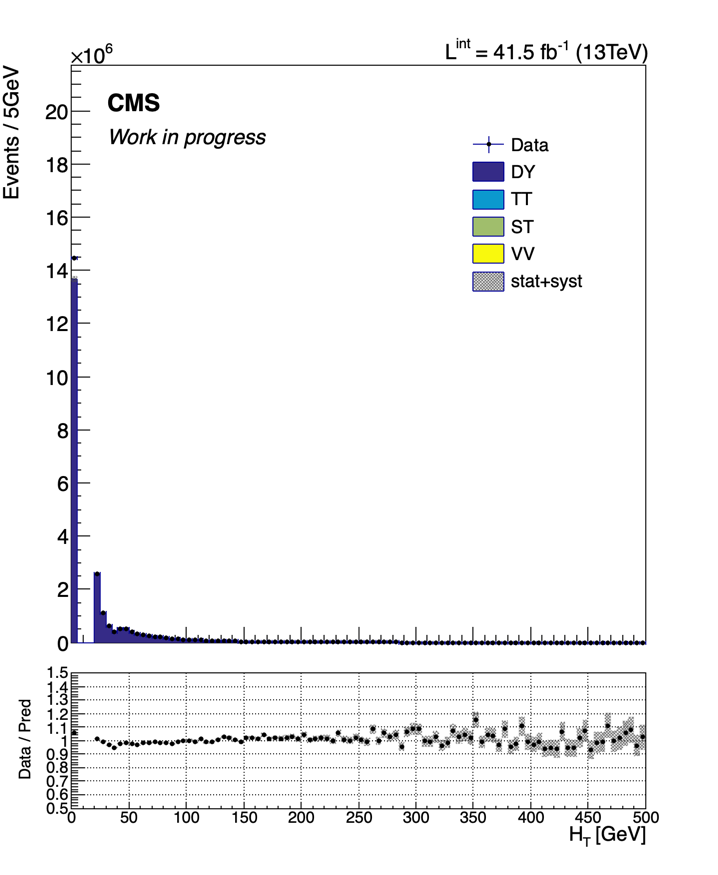 ×10⁶
Lⁱⁿᵗ = 41.5 fb⁻¹ (13TeV)
Events / 5GeV
CMS
Work in progress
Data
DY
TT
ST
VV
stat+syst
20
18
16
14
12
10
8
6
4
2
0
Data / Pred
1.5
1.4
1.3
1.2
1.1
1
0.9
0.8
0.7
0.6
0.5
0 50 100 150 200 250 300 350 400 450 500
H_T [GeV]